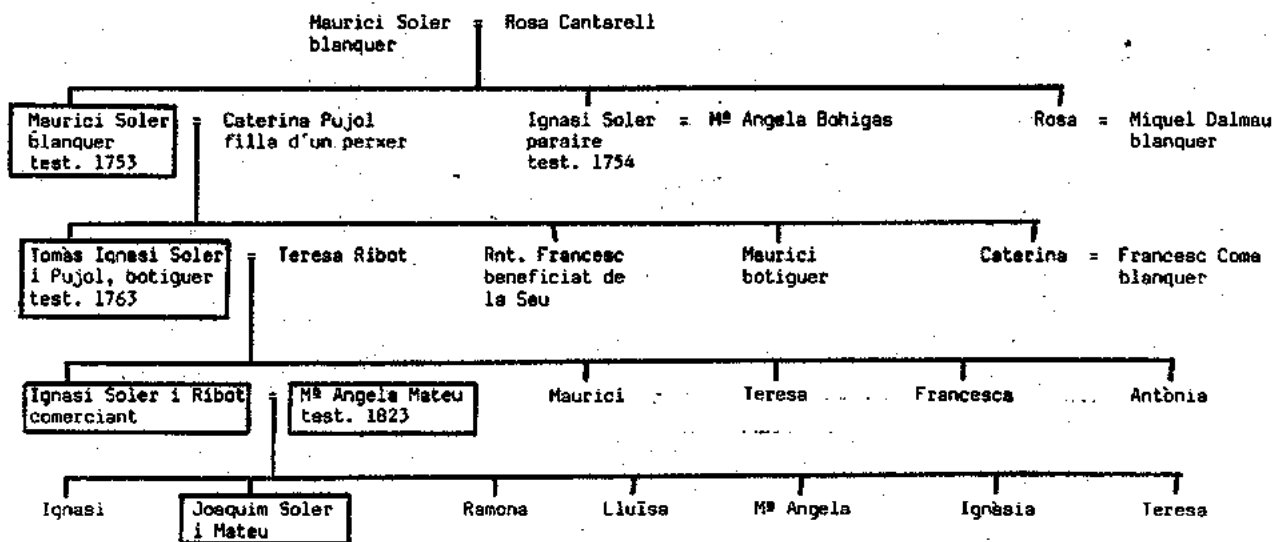 Maurici Soler = Rosa Cantarell
blanquer
Maurici Soler = Caterina Pujol
blanquer filla d'un perxer
test. 1753
Ignasi Soler = Mª Angela Bohigas
paraire
test. 1754
Rosa = Miquel Dalmau
blanquer
Tomàs Ignasi Soler = Teresa Ribot
i Pujol, botiguer
test. 1763
Rnt. Francesc
beneficiat de
la Seu
Maurici
botiguer
Caterina = Francesc Coma
blanquer
Ignasi Soler i Ribot = Mª Angela Mateu
comerciant test. 1823
Maurici
Teresa
Francesca
Antònia
Ignasi
Joaquim Soler
i Mateu
Ramona
Lluïsa
Mª Angela
Ignàsia
Teresa